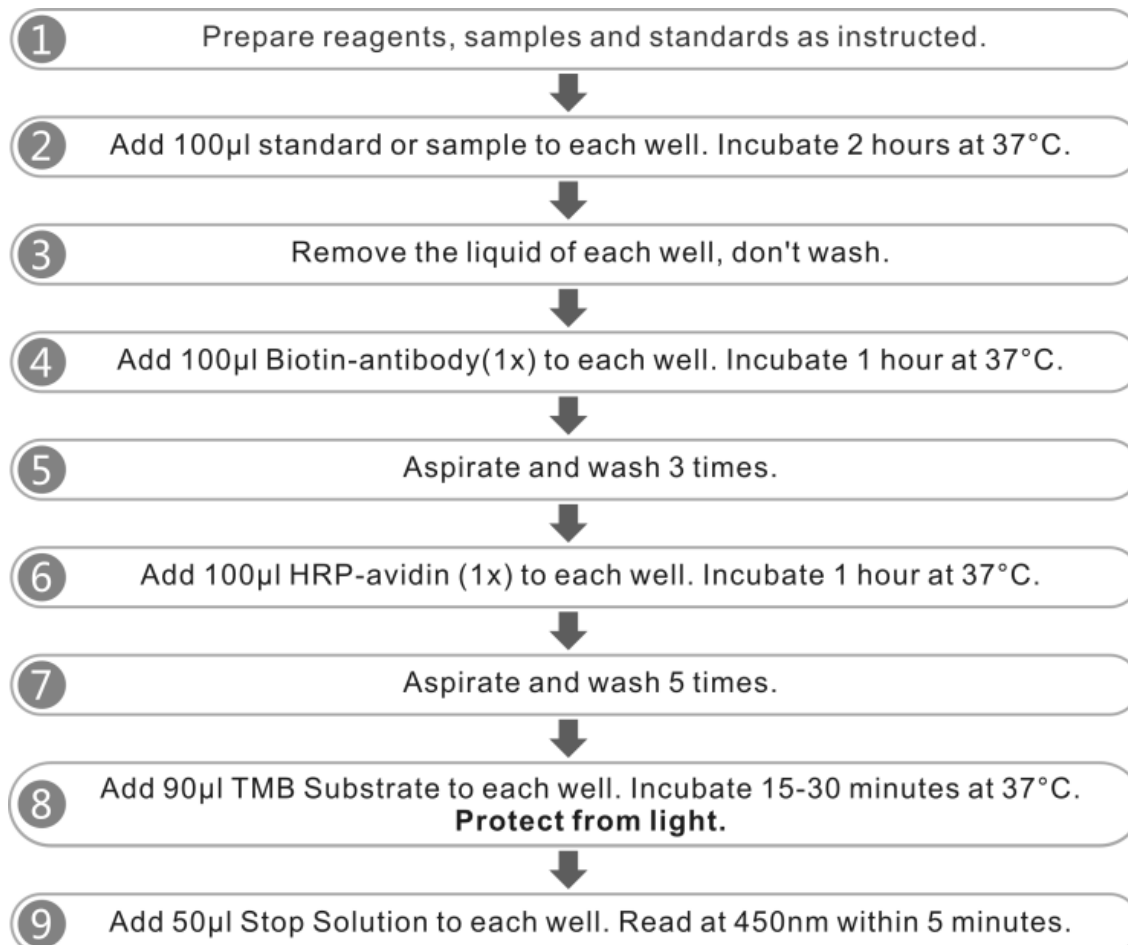 1 Prepare reagents, samples and standards as instructed.
2 Add 100µl standard or sample to each well. Incubate 2 hours at 37°C.
3 Remove the liquid of each well, don't wash.
4 Add 100µl Biotin-antibody(1x) to each well. Incubate 1 hour at 37°C.
5 Aspirate and wash 3 times.
6 Add 100µl HRP-avidin (1x) to each well. Incubate 1 hour at 37°C.
7 Aspirate and wash 5 times.
8 Add 90µl TMB Substrate to each well. Incubate 15-30 minutes at 37°C.
Protect from light.
9 Add 50µl Stop Solution to each well. Read at 450nm within 5 minutes.